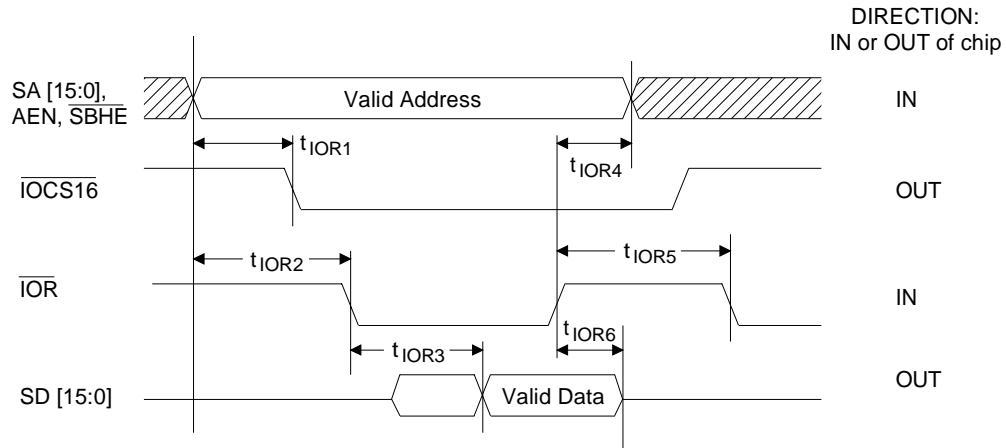 DIRECTION:
IN or OUT of chip
SA [15:0],
AEN, SBHE
Valid Address
IN
tIOR1
tIOR4
IOCS16
OUT
tIOR2
tIOR5
IOR
IN
tIOR3
tIOR6
SD [15:0]
Valid Data
OUT